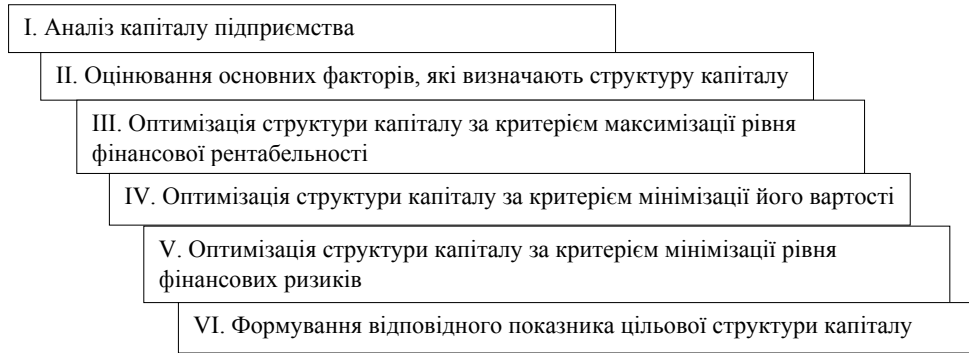 I. Аналіз капіталу підприємства
II. Оцінювання основних факторів, які визначають структуру капіталу
III. Оптимізація структури капіталу за критерієм максимізації рівня
фінансової рентабельності
IV. Оптимізація структури капіталу за критерієм мінімізації його вартості
V. Оптимізація структури капіталу за критерієм мінімізації рівня
фінансових ризиків
VI. Формування відповідного показника цільової структури капіталу